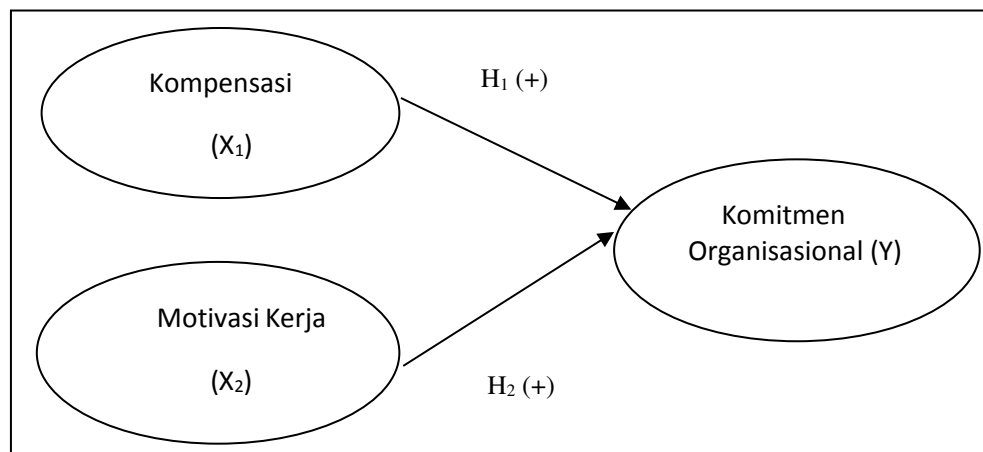 Kompensasi
(X₁)
H₁ (+)
Komitmen
Organisasional (Y)
Motivasi Kerja
(X₂)
H₂ (+)